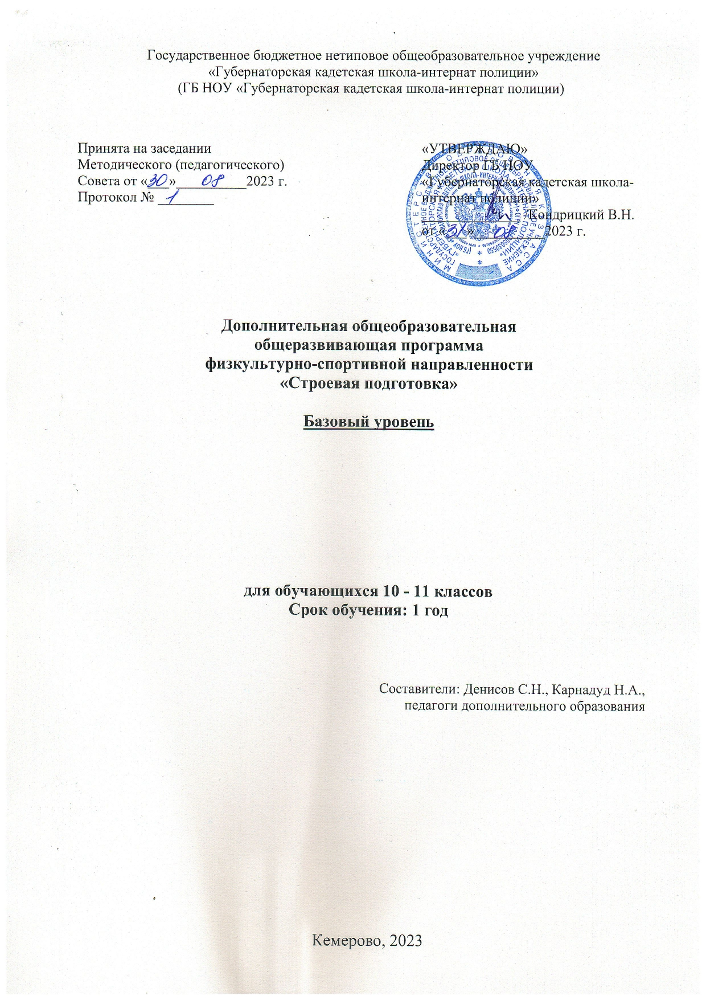 Государственное бюджетное нетиповое общеобразовательное учреждение
«Губернаторская кадетская школа-интернат полиции»
(ГБ НОУ «Губернаторская кадетская школа-интернат полиции)
Принята на заседании
Методического (педагогического)
Совета от «30»__________2023 г. 08
Протокол № 1
«УТВЕРЖДАЮ»
Директор ГБ НОУ
«Губернаторская кадетская школа-
интернат полиции»
Кондрицкий В.Н.
от «31» 08 2023 г.
Дополнительная общеобразовательная
общеразвивающая программа
физкультурно-спортивной направленности
«Строевая подготовка»
Базовый уровень
для обучающихся 10 - 11 классов
Срок обучения: 1 год
Составители: Денисов С.Н., Карнадуд Н.А.,
педагоги дополнительного образования
Кемерово, 2023